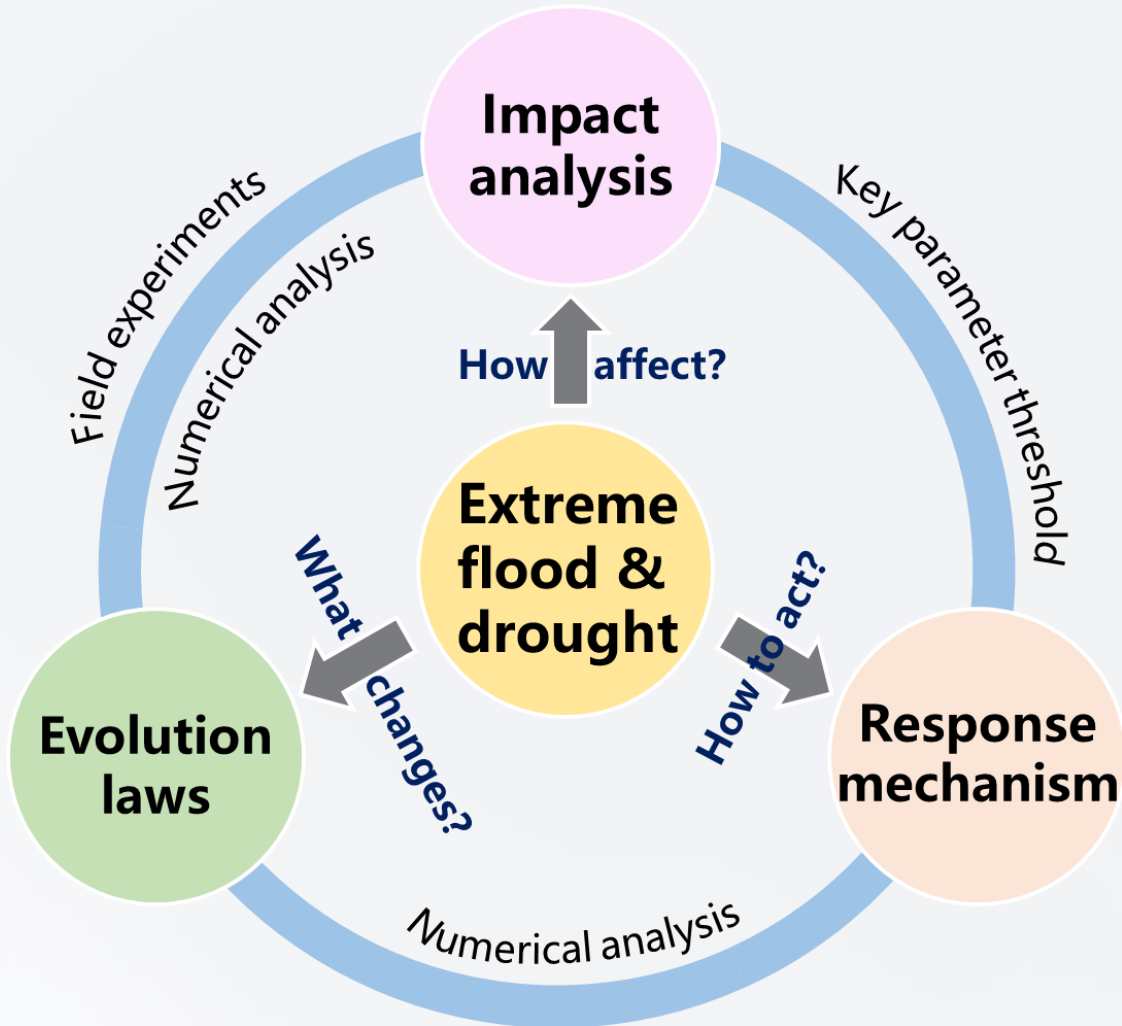 Impact
analysis
Field experiments
Numerical analysis
Key parameter threshold
How affect?
Extreme
flood &
drought
What changes?
How to act?
Evolution
laws
Response
mechanism
Numerical analysis